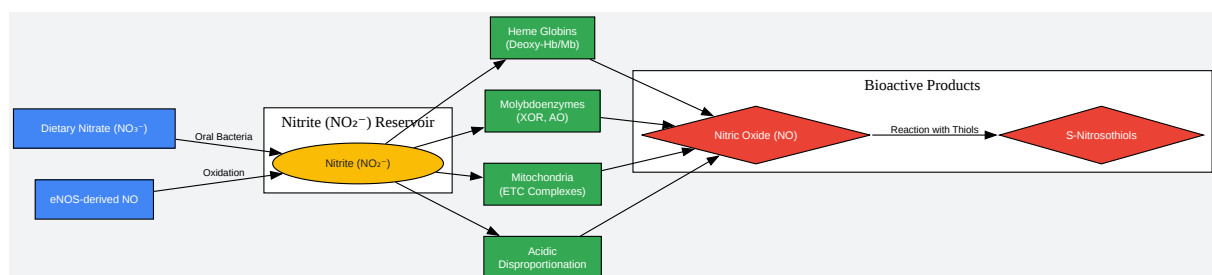 Heme Globins
(Deoxy-Hb/Mb)
Bioactive Products
Molybdoenzymes
(XOR, AO)
Nitrite (NO₂⁻) Reservoir
Dietary Nitrate (NO₃⁻)
Oral Bacteria
Nitric Oxide (NO)
Reaction with Thiols
S-Nitrosothiols
Nitrite (NO₂⁻)
Oxidation
Mitochondria
(ETC Complexes)
eNOS-derived NO
Acidic
Disproportionation